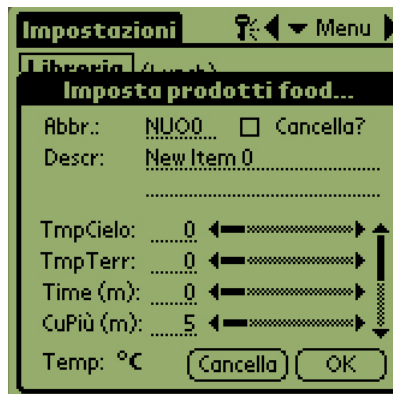 Impostazioni Menu
Libreria (Lunch)
Imposta prodotti food...
Abbr.: NUO0 Cancella?
Descr: New Item 0
TmpCielo: 0
TmpTerr: 0
Time (m): 0
CuPiù (m): 5
Temp: °C Cancella OK